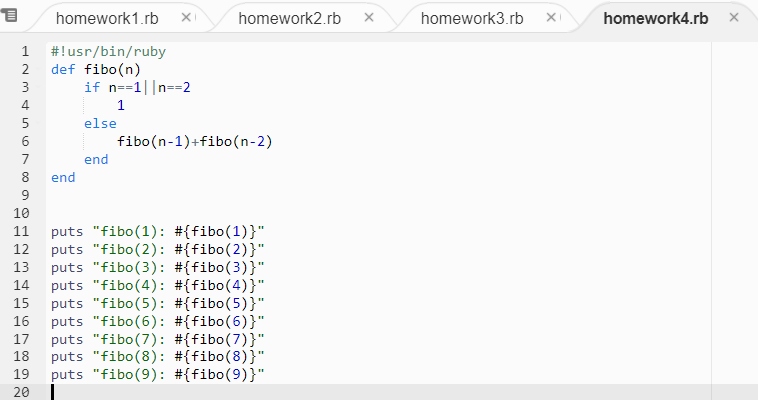 homework1.rb × homework2.rb × homework3.rb × homework4.rb ×
1 #!usr/bin/ruby
2 def fibo(n)
3     if n==1||n==2
4         1
5     else
6         fibo(n-1)+fibo(n-2)
7     end
8 end
9
10
11 puts "fibo(1): #{fibo(1)}"
12 puts "fibo(2): #{fibo(2)}"
13 puts "fibo(3): #{fibo(3)}"
14 puts "fibo(4): #{fibo(4)}"
15 puts "fibo(5): #{fibo(5)}"
16 puts "fibo(6): #{fibo(6)}"
17 puts "fibo(7): #{fibo(7)}"
18 puts "fibo(8): #{fibo(8)}"
19 puts "fibo(9): #{fibo(9)}"
20